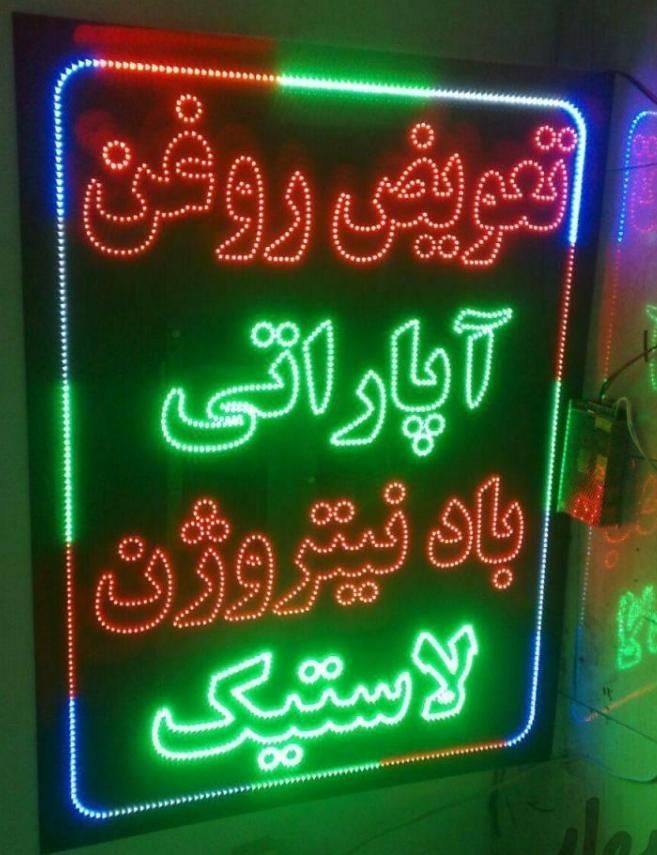 تعویض روغن
آپاراتی
باد نیتروژن
لاستیک